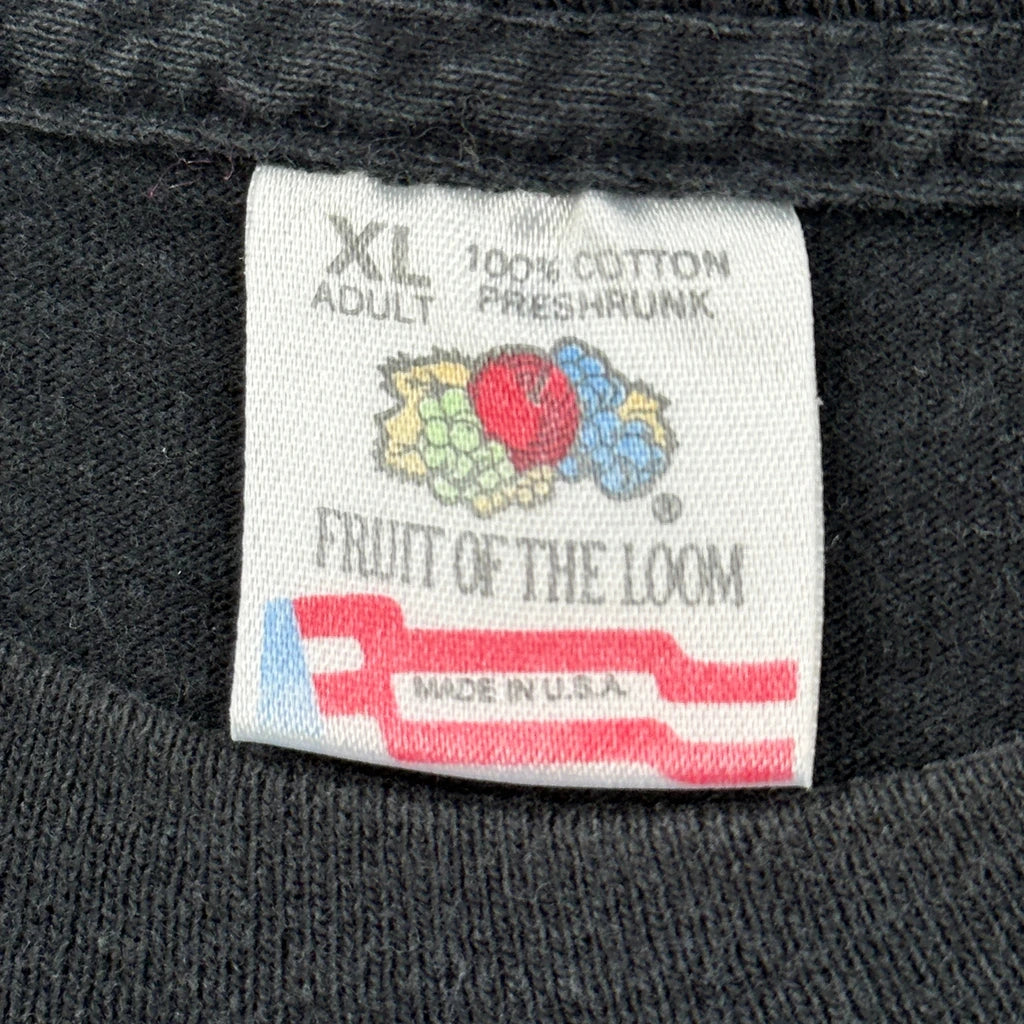 XL
ADULT
100% COTTON
PRESHRUNK
®
FRUIT OF THE LOOM
MADE IN U.S.A.